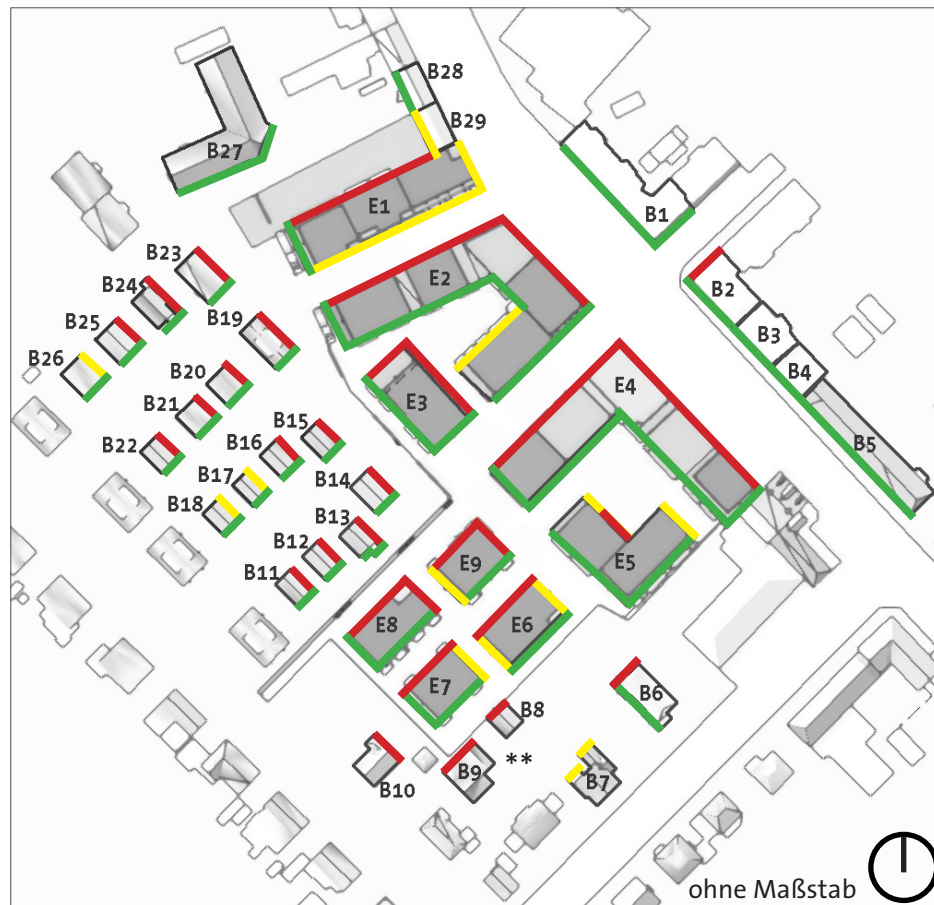 B28
B29
B27
B1
E1
B23
E2
B24
B2
B19
B25
B3
B26
B4
B20
E4
E3
B21
B15
B5
B16
B22
B17
B14
B18
B13
B12
E9
E5
B11
E8
E6
E7
B6
B8
B9
**
B7
B10
ohne Maßstab